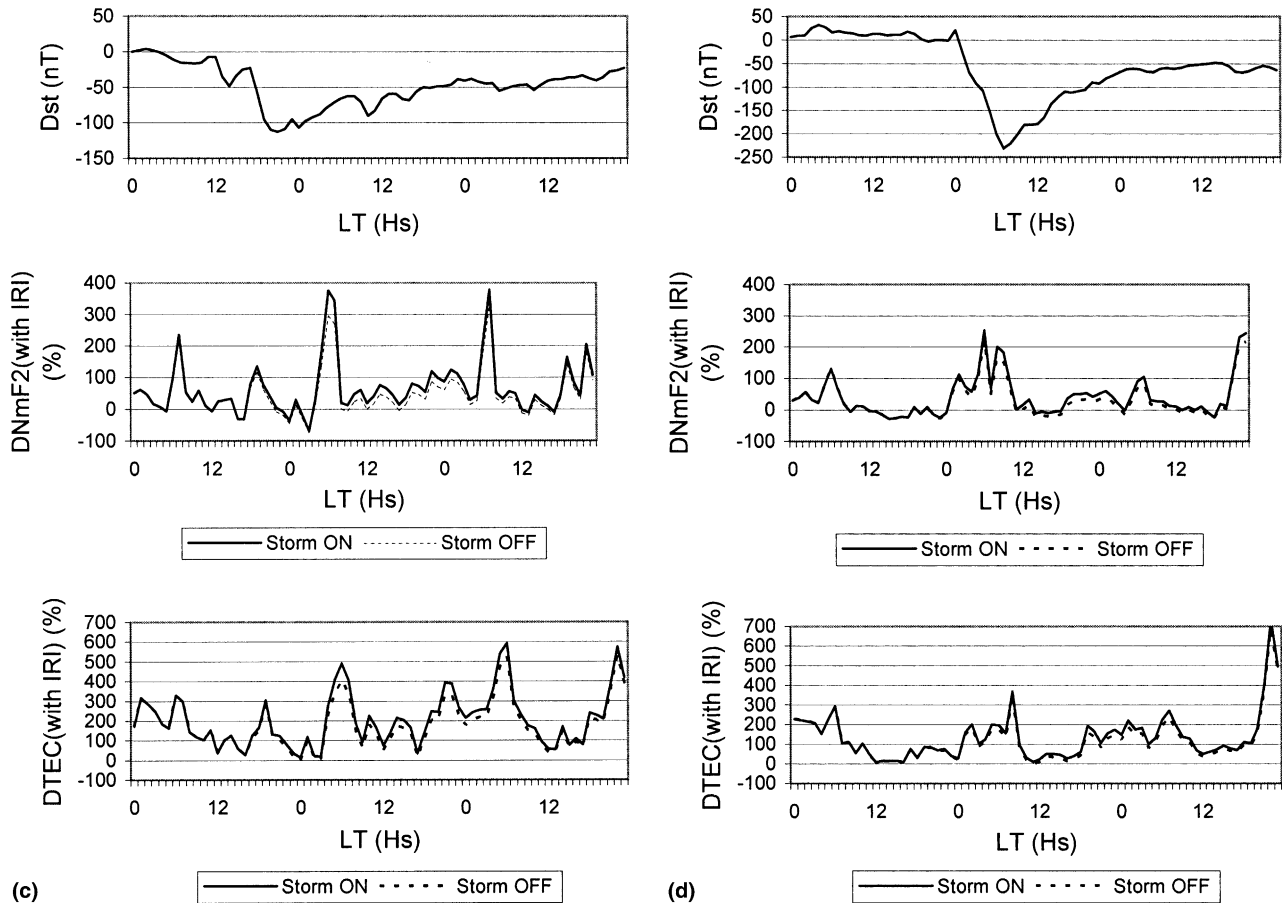 Dst (nT)
50
0
-50
-100
-150
0 12 0 12 0 12
LT (Hs)
DNmF2(with IRI)
(%)
400
300
200
100
0
-100
0 12 0 12 0 12
LT (Hs)
Storm ON Storm OFF
DTEC(with IRI) (%)
700
600
500
400
300
200
100
0
-100
0 12 0 12 0 12
LT (Hs)
(c)
Storm ON Storm OFF
Dst (nT)
50
0
-50
-100
-150
-200
-250
0 12 0 12 0 12
LT (Hs)
DNmF2(with IRI)
(%)
400
300
200
100
0
-100
0 12 0 12 0 12
LT (Hs)
Storm ON Storm OFF
DTEC(with IRI) (%)
700
600
500
400
300
200
100
0
-100
0 12 0 12 0 12
LT (Hs)
(d)
Storm ON Storm OFF